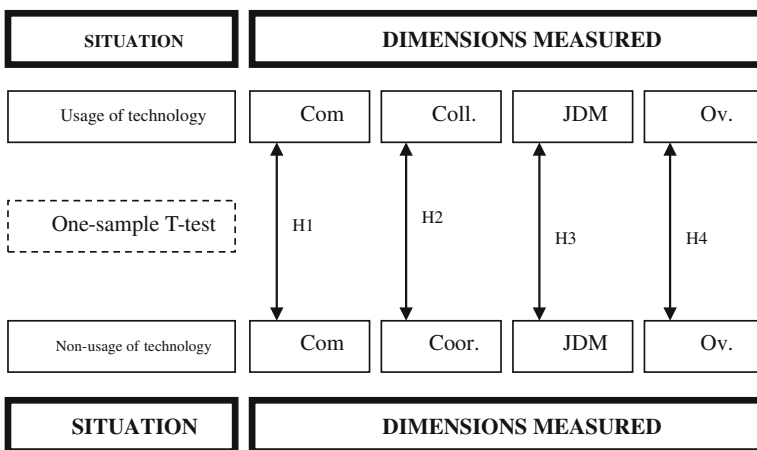 SITUATION
DIMENSIONS MEASURED
Usage of technology
Com
Coll.
JDM
Ov.
One-sample T-test
H1
H2
H3
H4
Non-usage of technology
Com
Coor.
JDM
Ov.
SITUATION
DIMENSIONS MEASURED